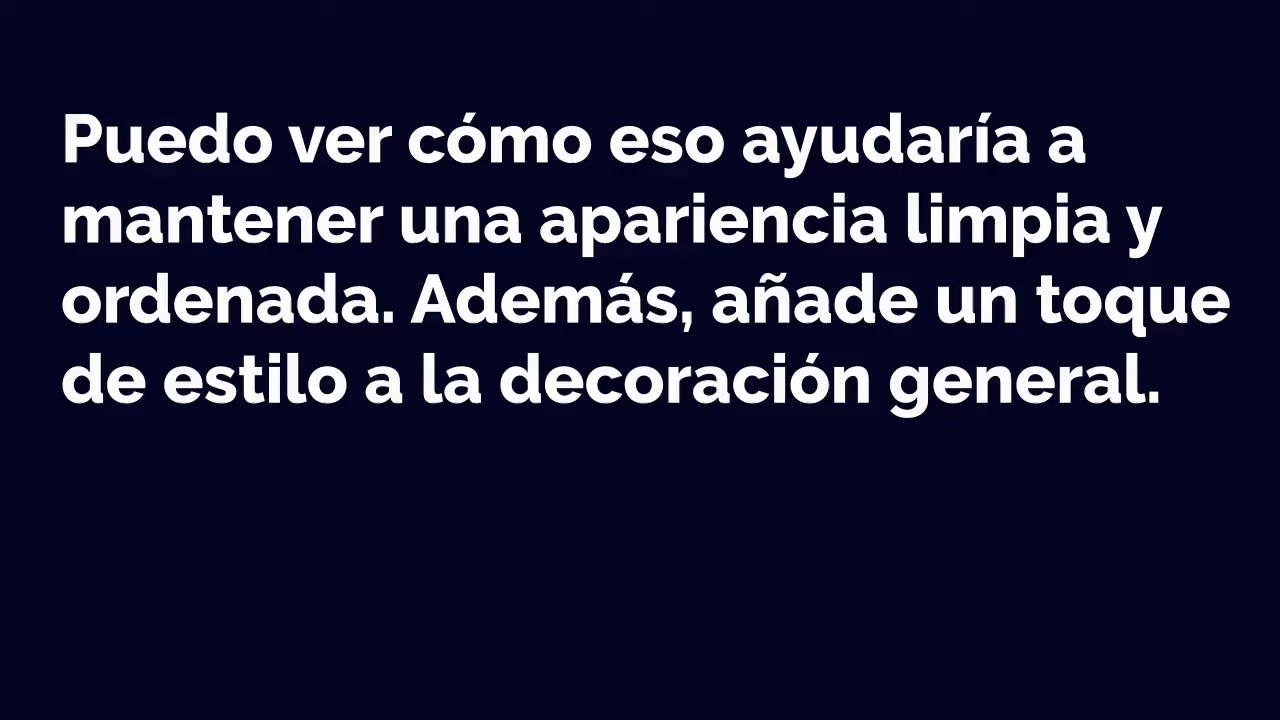 Puedo ver cómo eso ayudaría a
mantener una apariencia limpia y
ordenada. Además, añade un toque
de estilo a la decoración general.